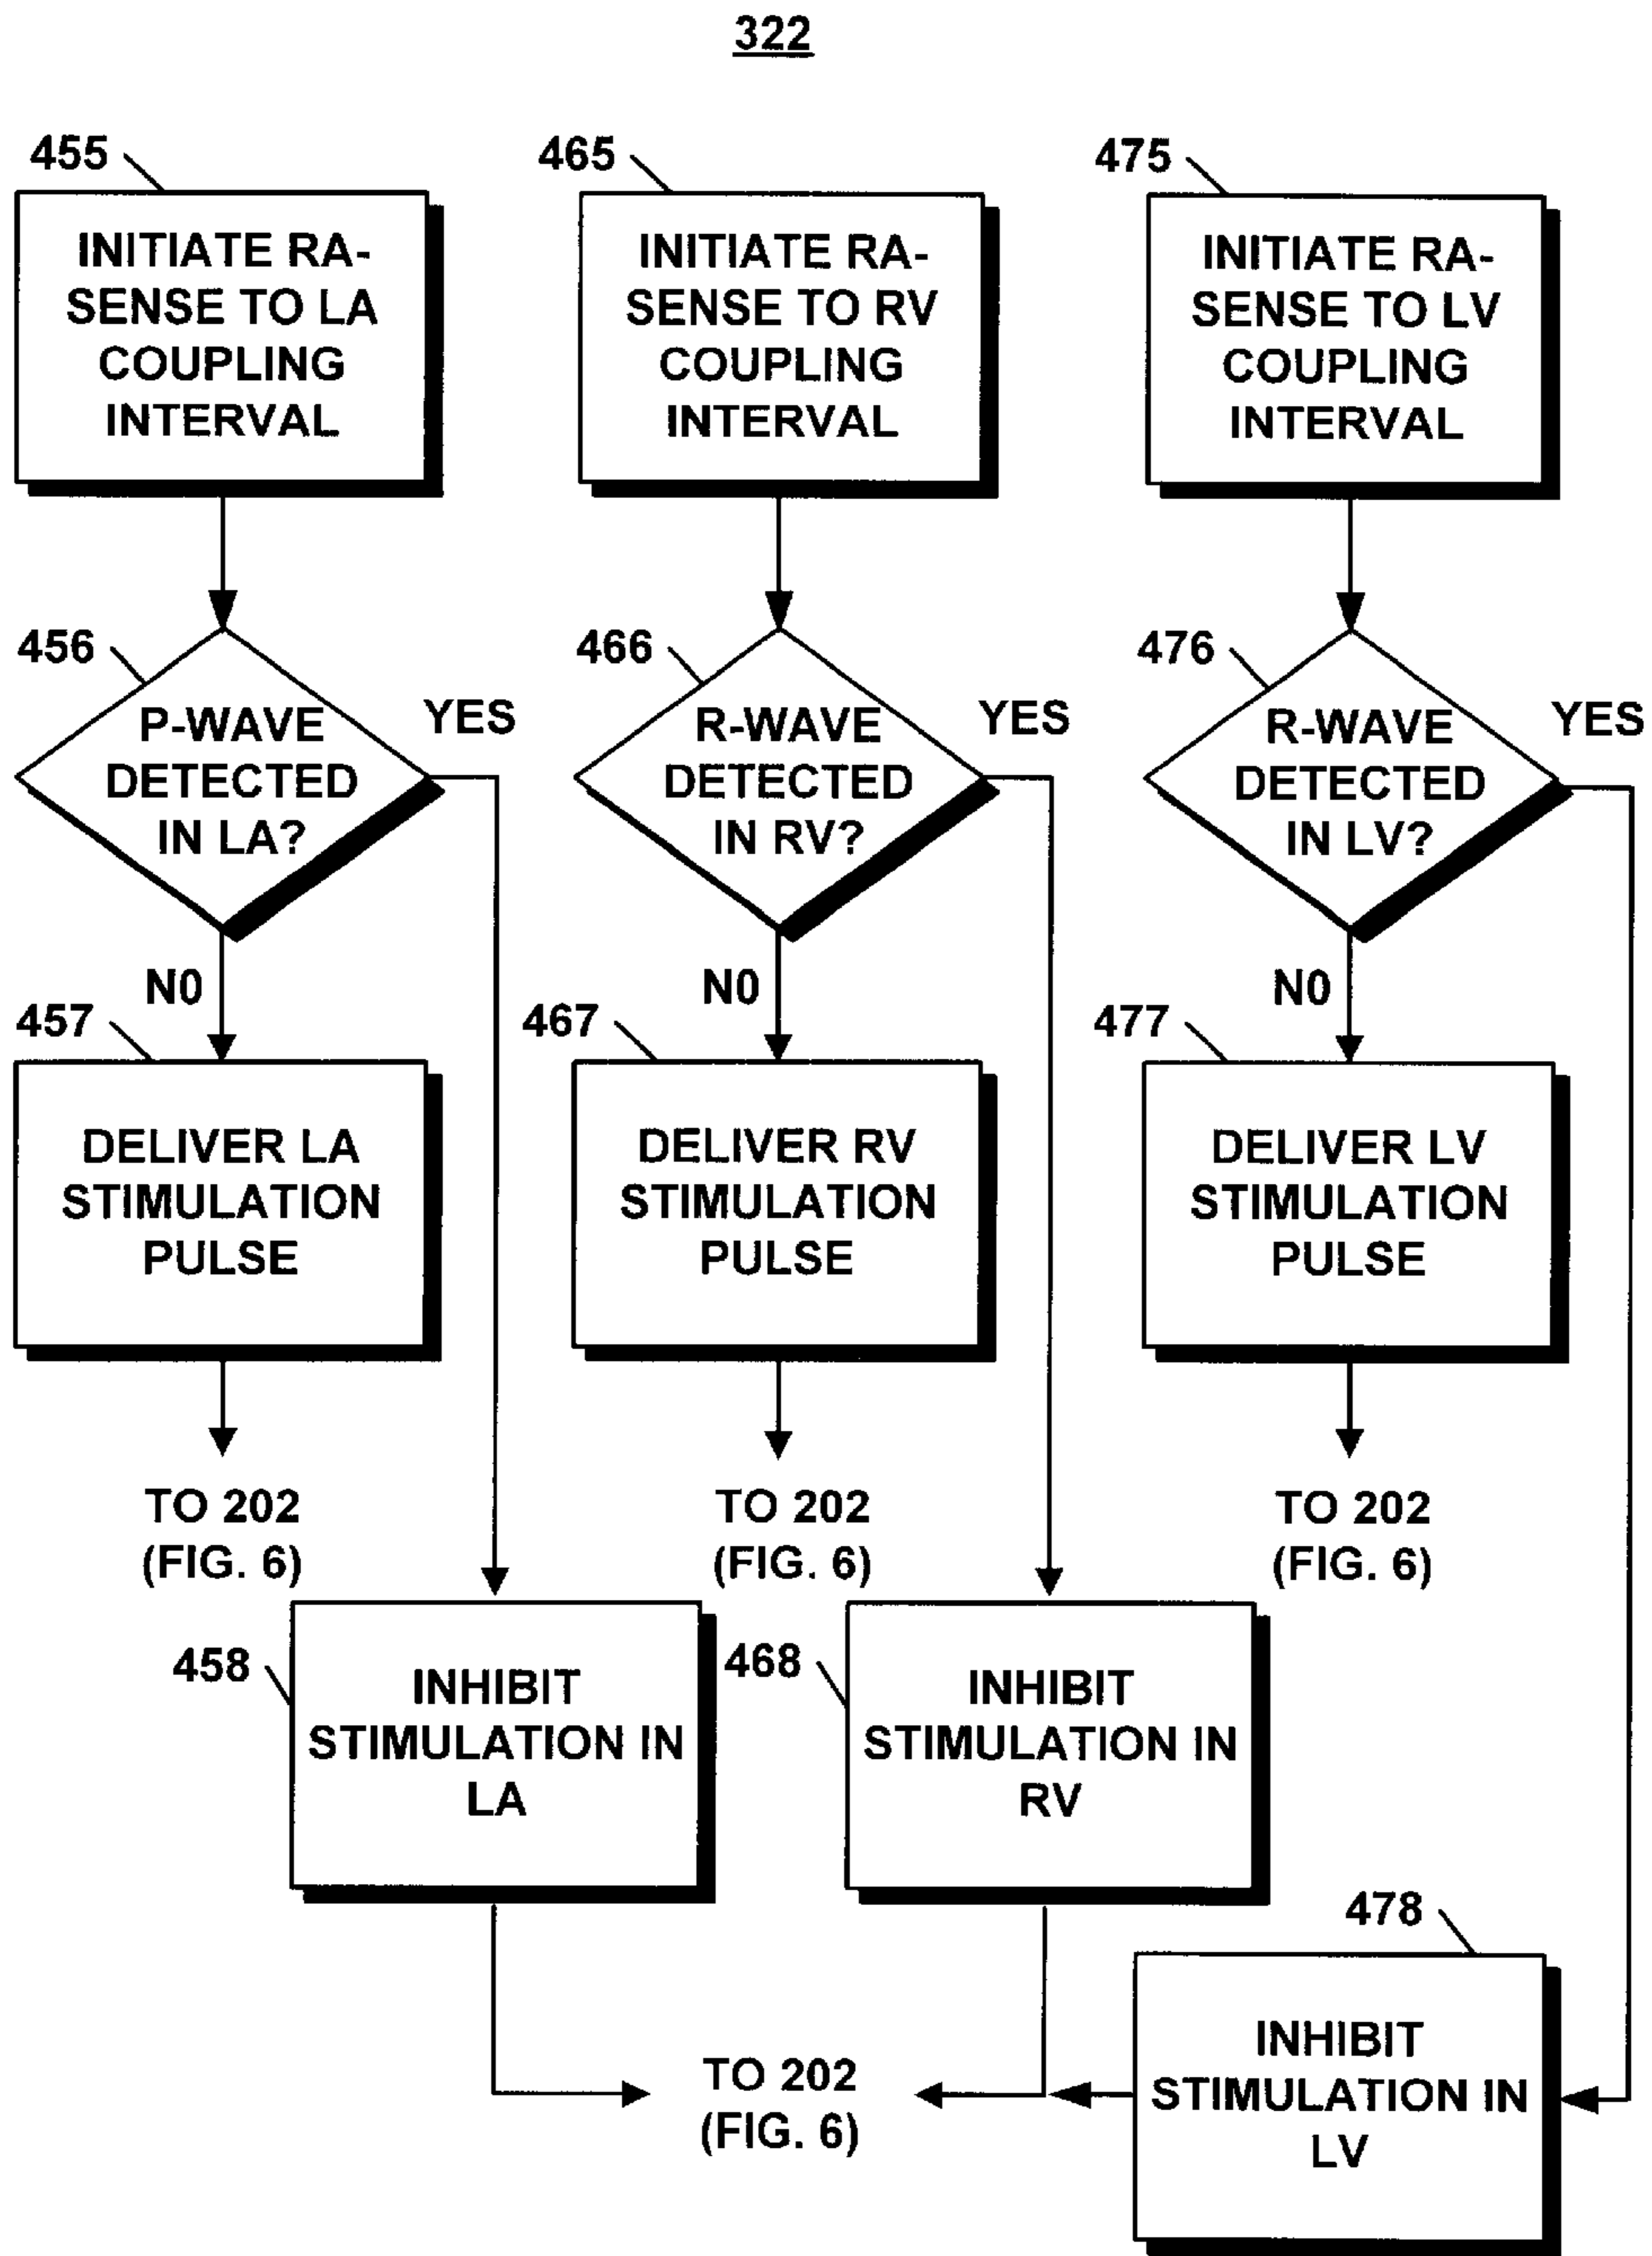 322
455
465
475
INITIATE RA-
SENSE TO LA
COUPLING
INTERVAL
INITIATE RA-
SENSE TO RV
COUPLING
INTERVAL
INITIATE RA-
SENSE TO LV
COUPLING
INTERVAL
456
466
476
P-WAVE
DETECTED
IN LA?
YES
R-WAVE
DETECTED
IN RV?
YES
R-WAVE
DETECTED
IN LV?
YES
N0
N0
N0
457
467
477
DELIVER LA
STIMULATION
PULSE
DELIVER RV
STIMULATION
PULSE
DELIVER LV
STIMULATION
PULSE
TO 202
(FIG. 6)
TO 202
(FIG. 6)
TO 202
(FIG. 6)
458
468
INHIBIT
STIMULATION IN
LA
INHIBIT
STIMULATION IN
RV
478
INHIBIT
STIMULATION IN
LV
TO 202
(FIG. 6)